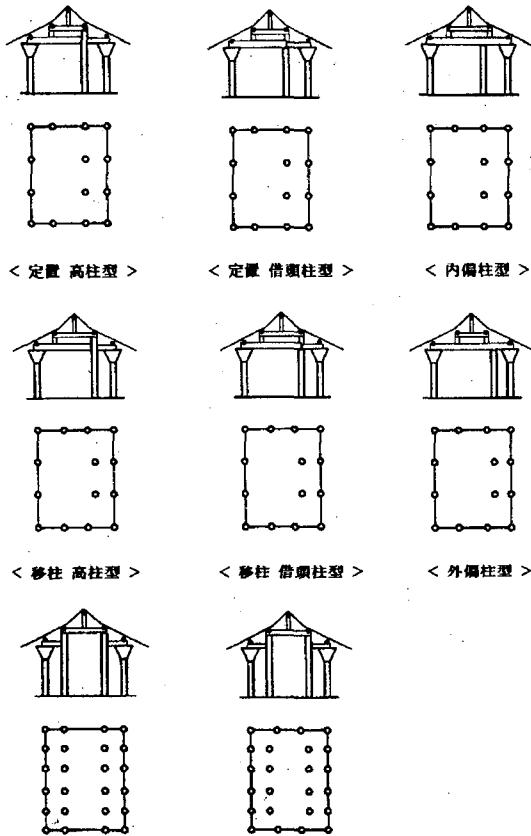 < 定置 高柱型 >
< 定置 借頭柱型 >
< 內偏柱型 >
< 移柱 高柱型 >
< 移柱 借頭柱型 >
< 外偏柱型 >